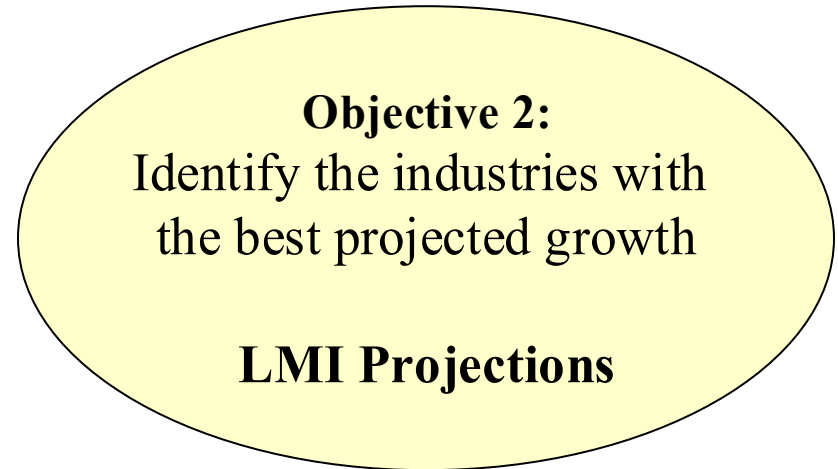 Objective 2:
Identify the industries with
the best projected growth
LMI Projections